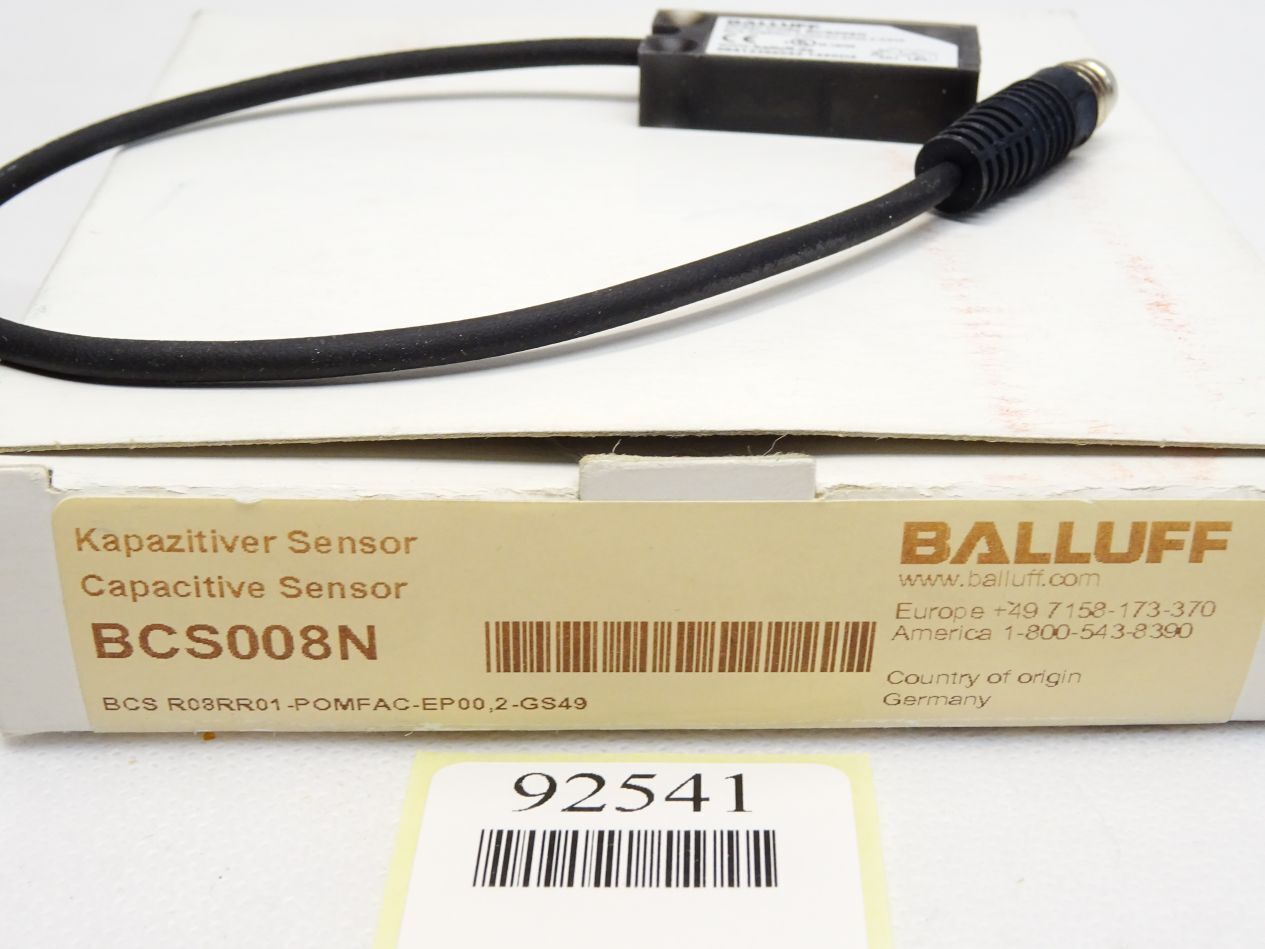 BALLUFF
Kapazitiver Sensor
Capacitive Sensor
BCS008N
BCS R08RR01-POMFAC-EP00,2-GS49
BALLUFF
www.balluff.com
Europe +49 7158-173-370
America 1-800-543-8390
Country of origin
Germany
92541